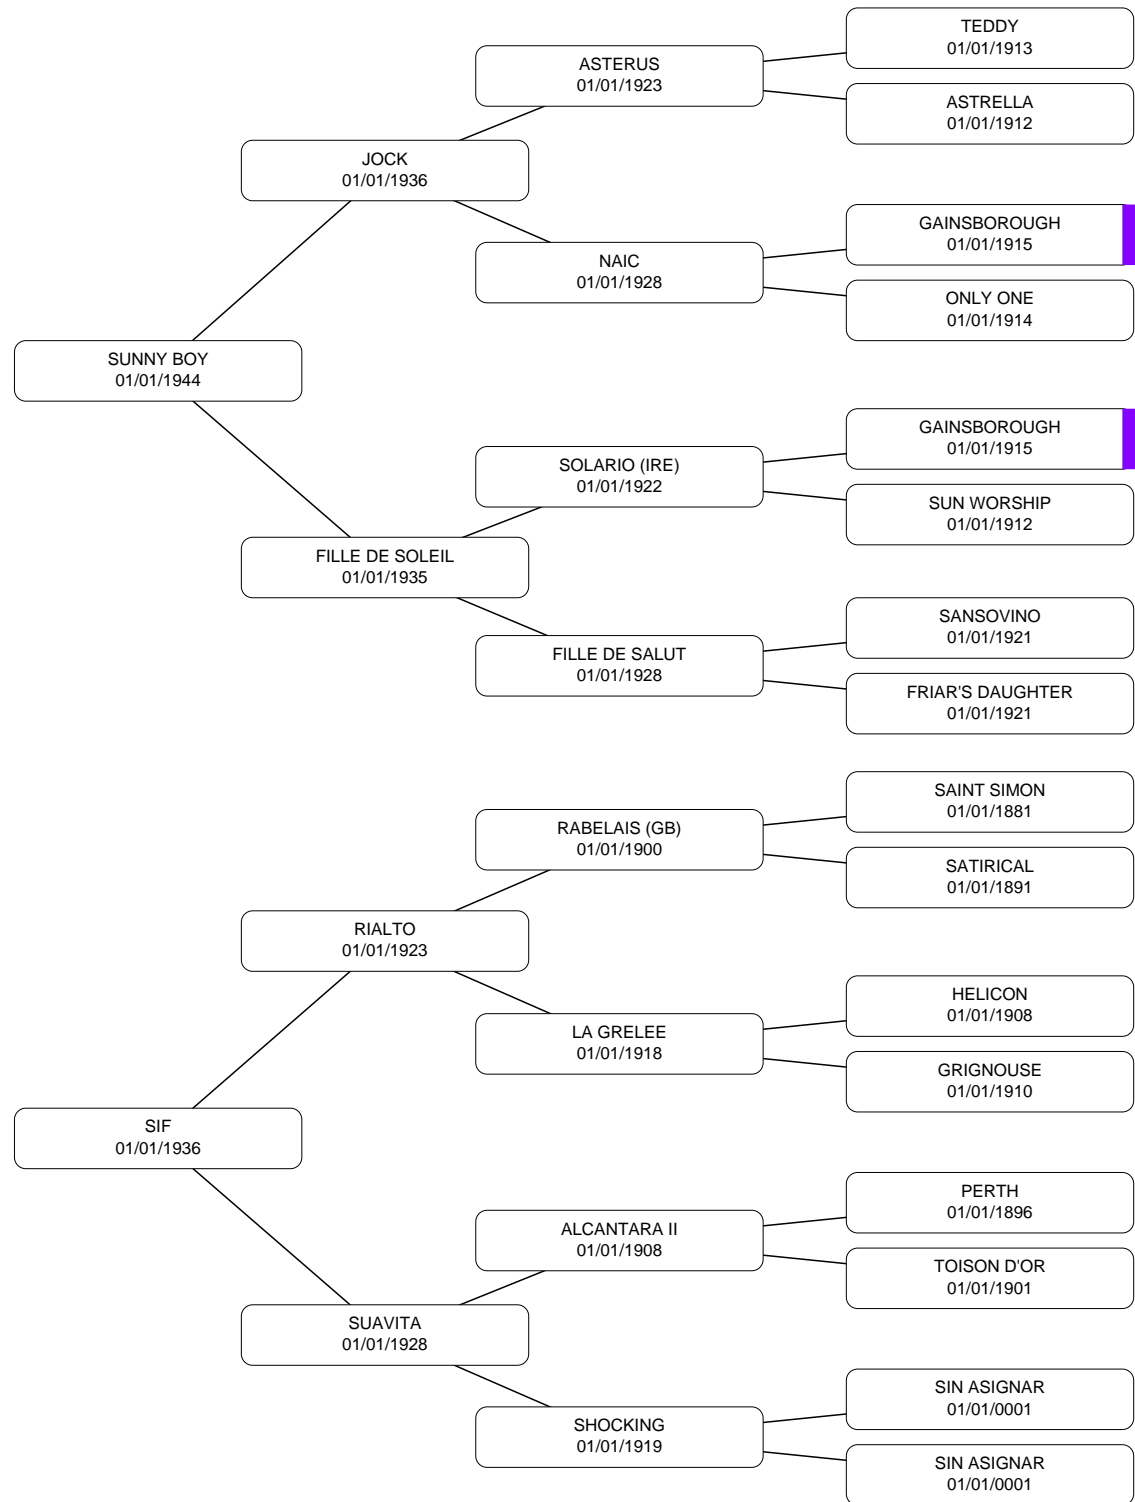 TEDDY
01/01/1913
ASTERUS
01/01/1923
ASTRELLA
01/01/1912
JOCK
01/01/1936
GAINSBOROUGH
01/01/1915
NAIC
01/01/1928
ONLY ONE
01/01/1914
SUNNY BOY
01/01/1944
GAINSBOROUGH
01/01/1915
SOLARIO (IRE)
01/01/1922
SUN WORSHIP
01/01/1912
FILLE DE SOLEIL
01/01/1935
SANSOVINO
01/01/1921
FILLE DE SALUT
01/01/1928
FRIAR'S DAUGHTER
01/01/1921
SAINT SIMON
01/01/1881
RABELAIS (GB)
01/01/1900
SATIRICAL
01/01/1891
RIALTO
01/01/1923
HELICON
01/01/1908
LA GRELEE
01/01/1918
GRIGNOUSE
01/01/1910
SIF
01/01/1936
PERTH
01/01/1896
ALCANTARA II
01/01/1908
TOISON D'OR
01/01/1901
SUAVITA
01/01/1928
SIN ASIGNAR
01/01/0001
SHOCKING
01/01/1919
SIN ASIGNAR
01/01/0001